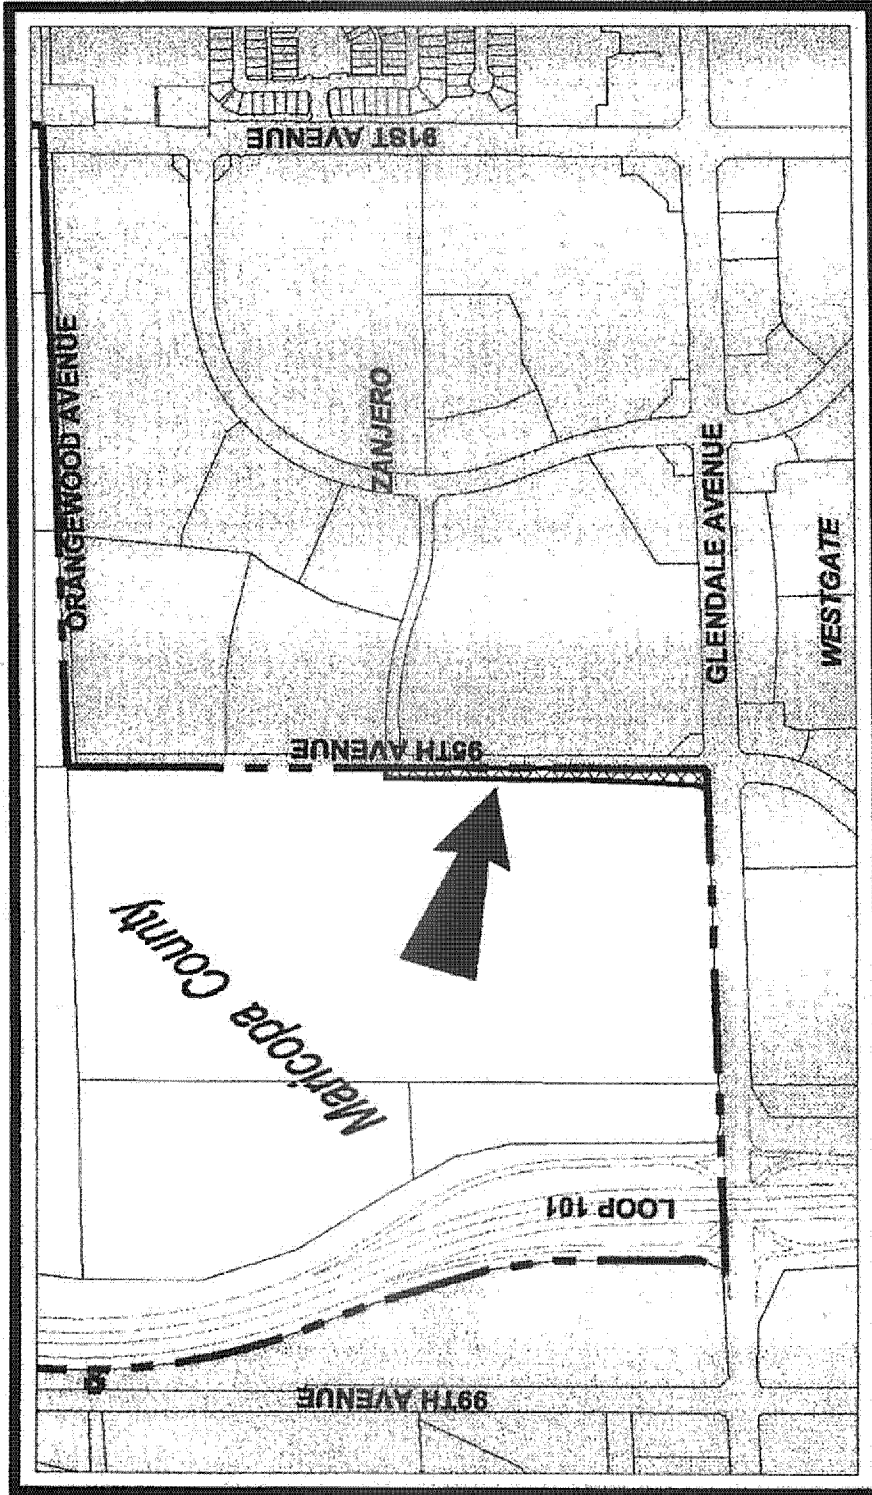 91ST AVENUE
ORANGEWOOD AVENUE
ZANJERO
GLENDALE AVENUE
WESTGATE
95TH AVENUE
Maricopa County
LOOP 101
99TH AVENUE